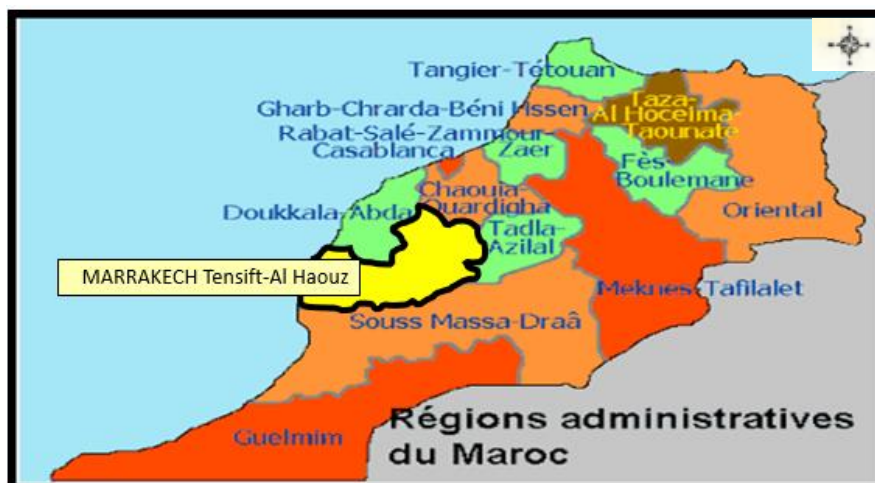 Tangier-Tétouan
Taza-
Al Hoceima-
Taounate
Gharb-Chrarda-Béni Hssen
Rabat-Salé-Zammour-
Zaer
Casablanca
Fès-
Boulemane
Chaouia-
Ouardigha
Doukkala-Abda
Oriental
Tadla-
Azilal
MARRAKECH Tensift-Al Haouz
Meknes-Tafilalet
Souss Massa-Draâ
Guelmim
Régions administratives
du Maroc